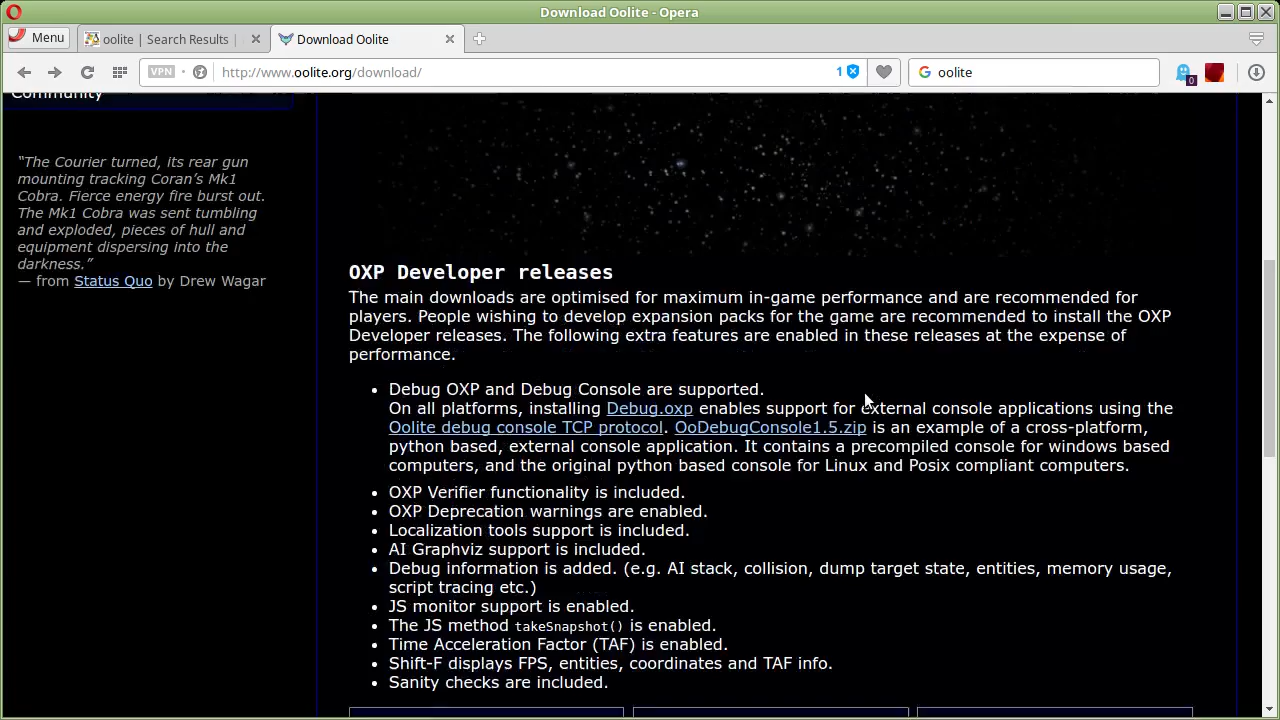 Download Oolite - Opera
Menu
oolite | Search Results |
Download Oolite
VPN
http://www.oolite.org/download/
1
oolite
0
Community
“The Courier turned, its rear gun
mounting tracking Coran’s Mk1
Cobra. Fierce energy fire burst out.
The Mk1 Cobra was sent tumbling
and exploded, pieces of hull and
equipment dispersing into the
darkness.”
— from Status Quo by Drew Wagar
OXP Developer releases
The main downloads are optimised for maximum in-game performance and are recommended for
players. People wishing to develop expansion packs for the game are recommended to install the OXP
Developer releases. The following extra features are enabled in these releases at the expense of
performance.
• Debug OXP and Debug Console are supported.
On all platforms, installing Debug.oxp enables support for external console applications using the
Oolite debug console TCP protocol. OoDebugConsole1.5.zip is an example of a cross-platform,
python based, external console application. It contains a precompiled console for windows based
computers, and the original python based console for Linux and Posix compliant computers.
• OXP Verifier functionality is included.
• OXP Deprecation warnings are enabled.
• Localization tools support is included.
• AI Graphviz support is included.
• Debug information is added. (e.g. AI stack, collision, dump target state, entities, memory usage,
script tracing etc.)
• JS monitor support is enabled.
• The JS method takeSnapshot() is enabled.
• Time Acceleration Factor (TAF) is enabled.
• Shift-F displays FPS, entities, coordinates and TAF info.
• Sanity checks are included.